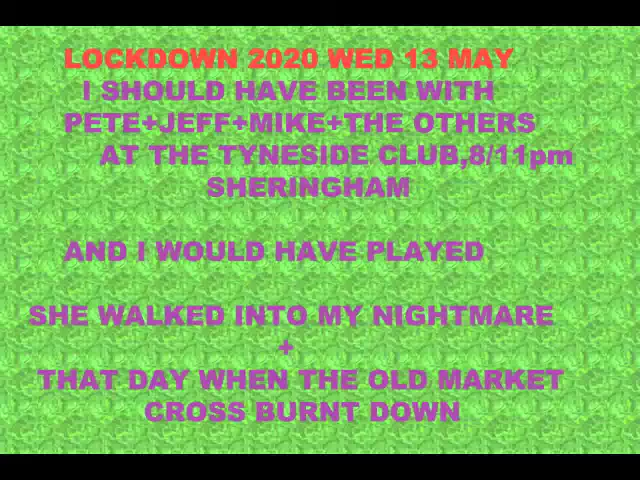 LOCKDOWN 2020 WED 13 MAY
I SHOULD HAVE BEEN WITH
PETE+JEFF+MIKE+THE OTHERS
AT THE TYNESIDE CLUB,8/11pm
SHERINGHAM
AND I WOULD HAVE PLAYED
SHE WALKED INTO MY NIGHTMARE
+
THAT DAY WHEN THE OLD MARKET
CROSS BURNT DOWN